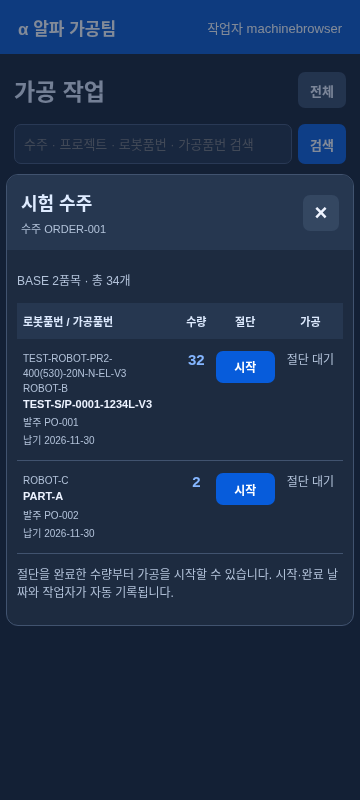 α 알파 가공팀
작업자 machinebrowser
가공 작업
전체
수주 · 프로젝트 · 로봇품번 · 가공품번 검색
검색
시험 수주
수주 ORDER-001
×
BASE 2품목 · 총 34개
로봇품번 / 가공품번 수량 절단 가공
TEST-ROBOT-PR2-
400(530)-20N-N-EL-V3
ROBOT-B
TEST-S/P-0001-1234L-V3
발주 PO-001
납기 2026-11-30
32
시작
절단 대기
ROBOT-C
PART-A
발주 PO-002
납기 2026-11-30
2
시작
절단 대기
절단을 완료한 수량부터 가공을 시작할 수 있습니다. 시작·완료 날
짜와 작업자가 자동 기록됩니다.